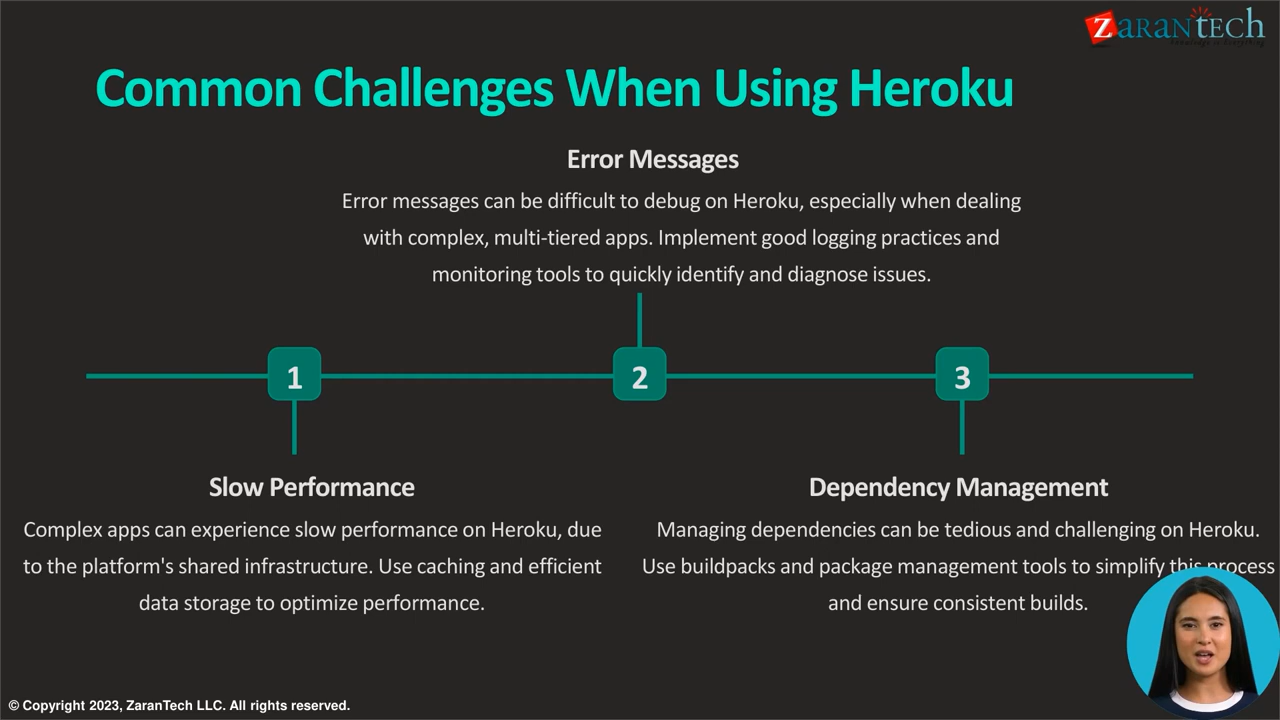 ZaranTech
Common Challenges When Using Heroku
Error Messages
Error messages can be difficult to debug on Heroku, especially when dealing
with complex, multi-tiered apps. Implement good logging practices and
monitoring tools to quickly identify and diagnose issues.
1
2
3
Slow Performance
Complex apps can experience slow performance on Heroku, due
to the platform's shared infrastructure. Use caching and efficient
data storage to optimize performance.
Dependency Management
Managing dependencies can be tedious and challenging on Heroku.
Use buildpacks and package management tools to simplify this process
and ensure consistent builds.
© Copyright 2023, ZaranTech LLC. All rights reserved.